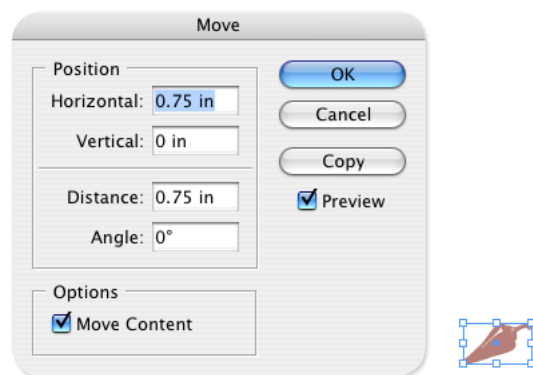 Move
Position
Horizontal: 0.75 in
Vertical: 0 in
Distance: 0.75 in
Angle: 0°
Options
Move Content
OK
Cancel
Copy
Preview